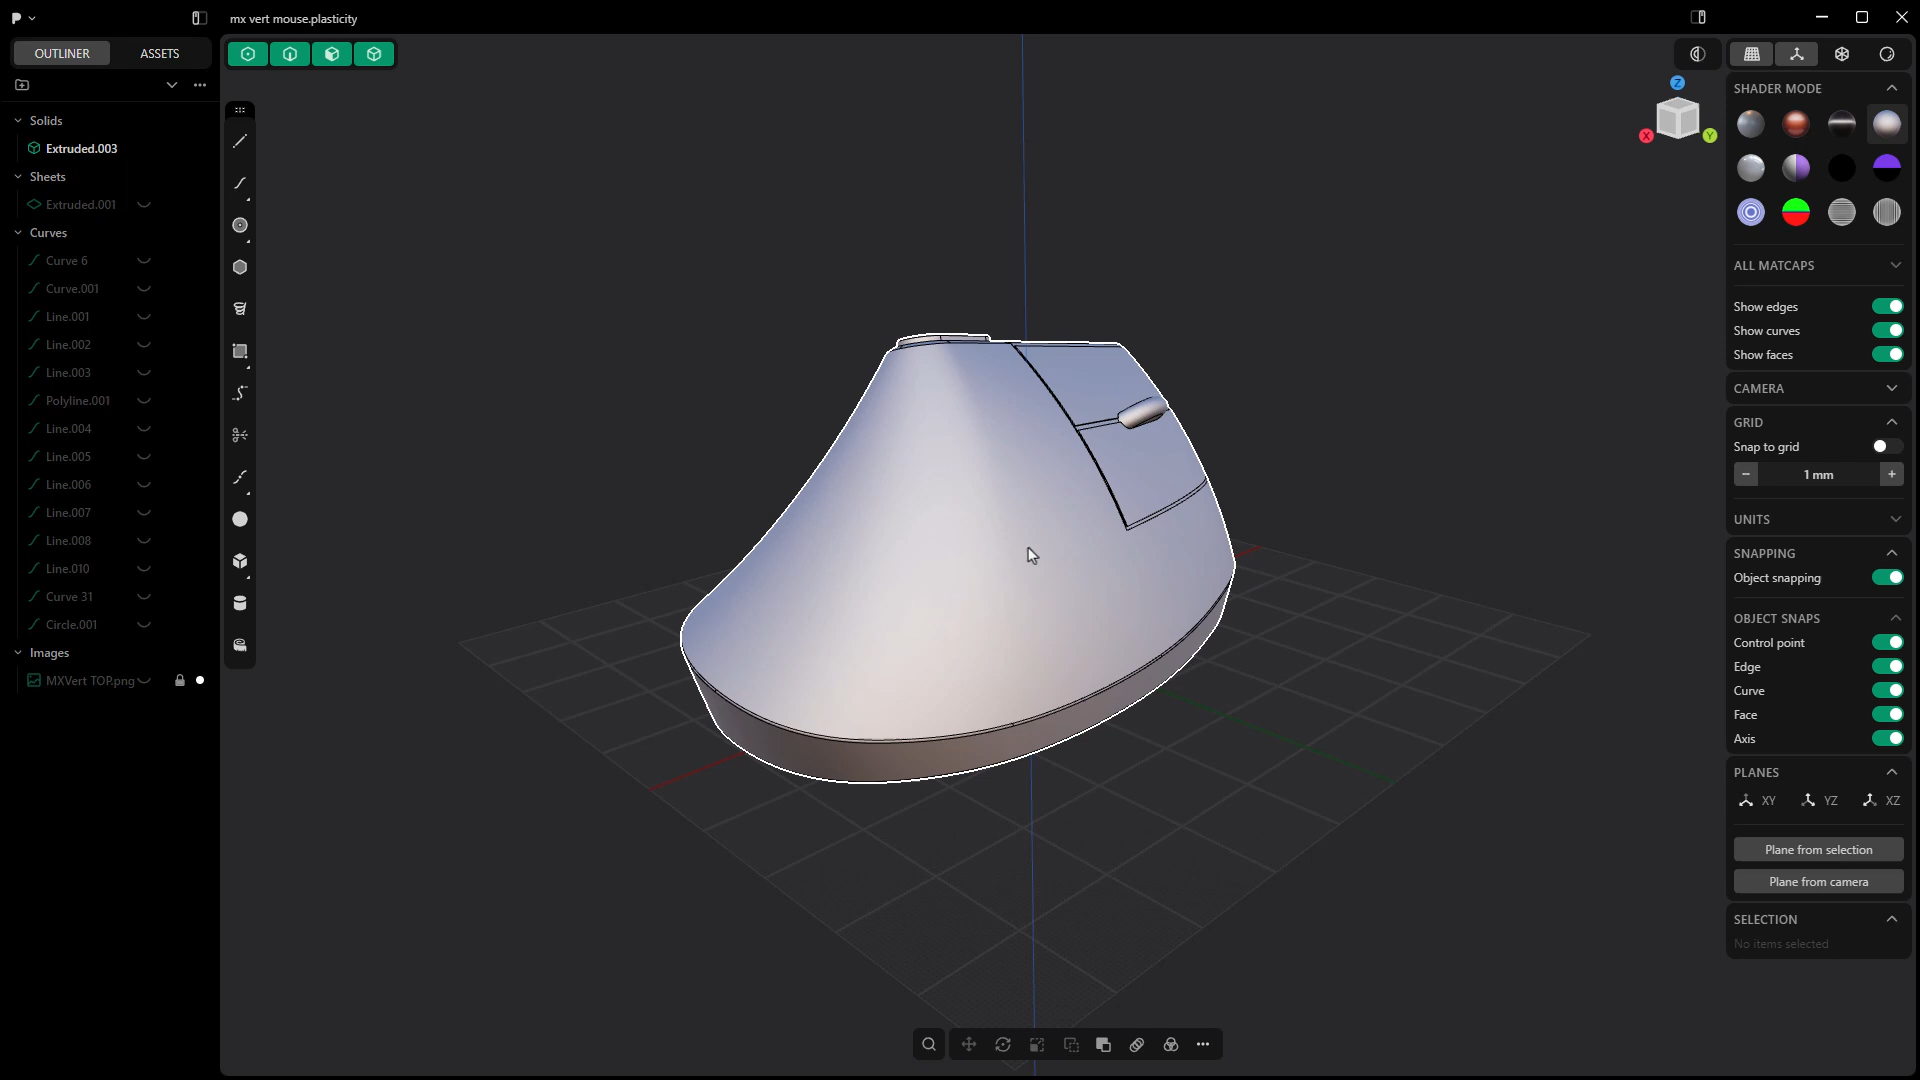 mx vert mouse.plasticity
OUTLINER
ASSETS
Solids
Extruded.003
Sheets
Extruded.001
Curves
Curve 6
Curve.001
Line.001
Line.002
Line.003
Polyline.001
Line.004
Line.005
Line.006
Line.007
Line.008
Line.010
Curve 31
Circle.001
Images
MXVert TOP.png
Z
X
Y
SHADER MODE
ALL MATCAPS
Show edges
Show curves
Show faces
CAMERA
GRID
Snap to grid
− 1 mm +
UNITS
SNAPPING
Object snapping
OBJECT SNAPS
Control point
Edge
Curve
Face
Axis
PLANES
XY YZ XZ
Plane from selection
Plane from camera
SELECTION
No items selected